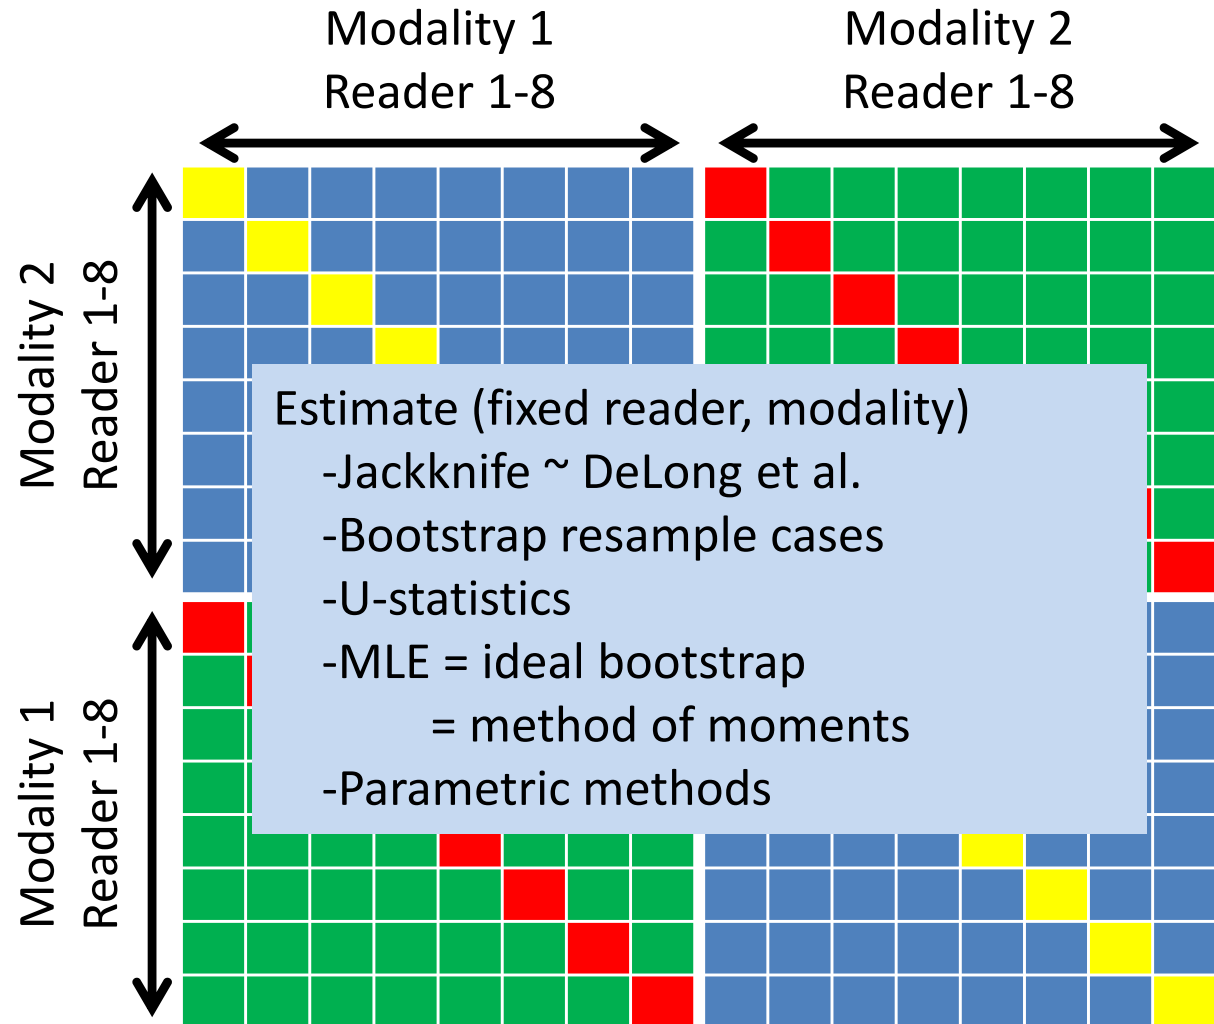 Modality 1
Reader 1-8
Modality 2
Reader 1-8
Modality 2
Reader 1-8
Modality 1
Reader 1-8
Estimate (fixed reader, modality)
-Jackknife ~ DeLong et al.
-Bootstrap resample cases
-U-statistics
-MLE = ideal bootstrap
= method of moments
-Parametric methods